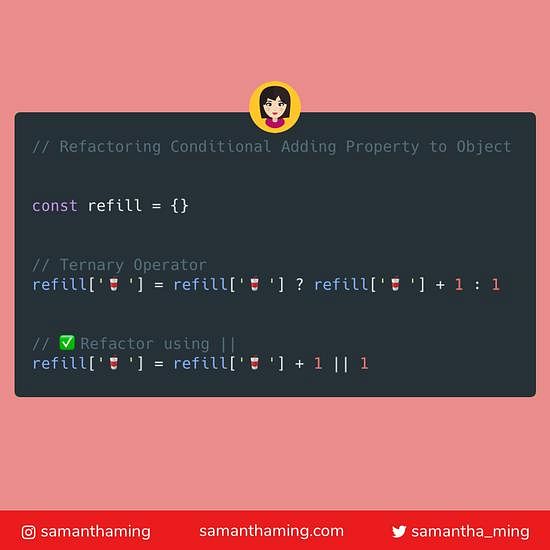 // Refactoring Conditional Adding Property to Object
const refill = {}
// Ternary Operator
refill['🥤 '] = refill['🥤 '] ? refill['🥤 '] + 1 : 1
// ✅ Refactor using ||
refill['🥤 '] = refill['🥤 '] + 1 || 1
samanthaming
samanthaming.com
samantha_ming